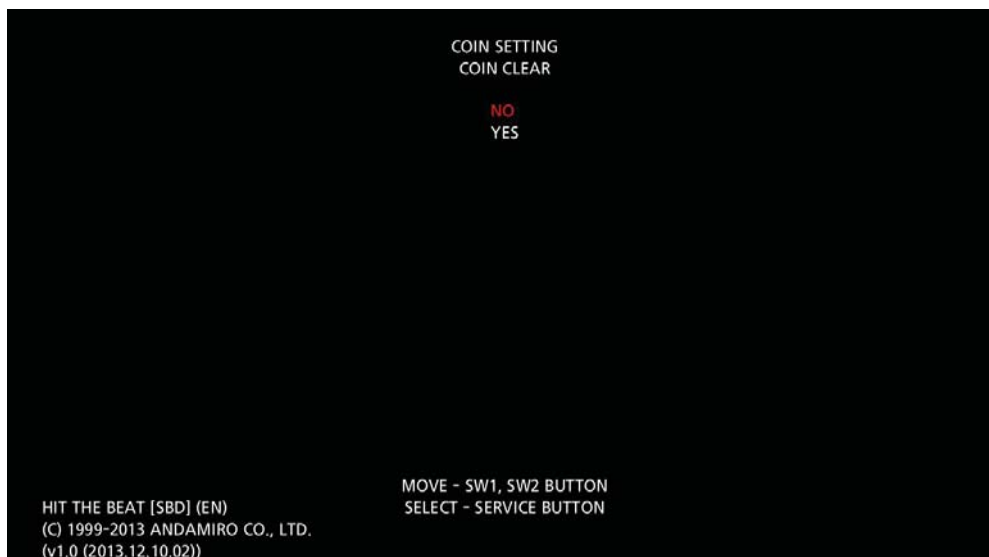 COIN SETTING
COIN CLEAR
NO
YES
MOVE - SW1, SW2 BUTTON
SELECT - SERVICE BUTTON
HIT THE BEAT [SBD] (EN)
(C) 1999-2013 ANDAMIRO CO., LTD.
(v1.0 (2013.12.10.02))